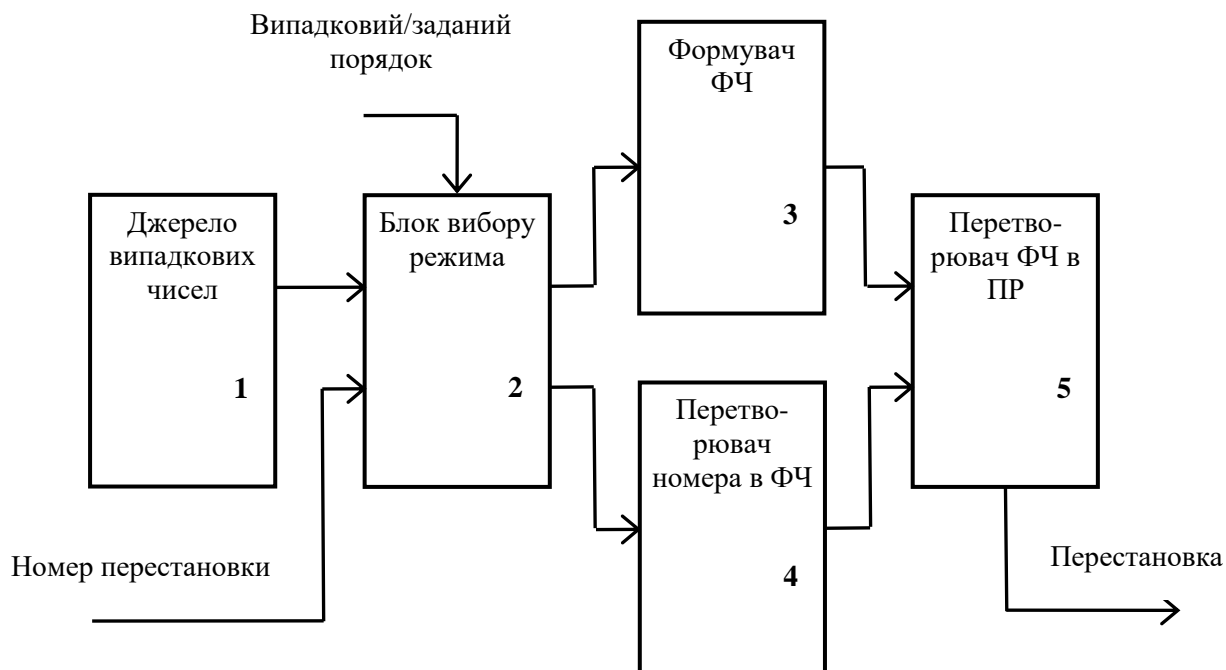 Випадковий/заданий
порядок
Формувач
ФЧ
3
Джерело
випадкових
чисел
1
Блок вибору
режима
2
Перетво-
рювач ФЧ в
ПР
5
Перетво-
рювач
номера в ФЧ
4
Номер перестановки
Перестановка